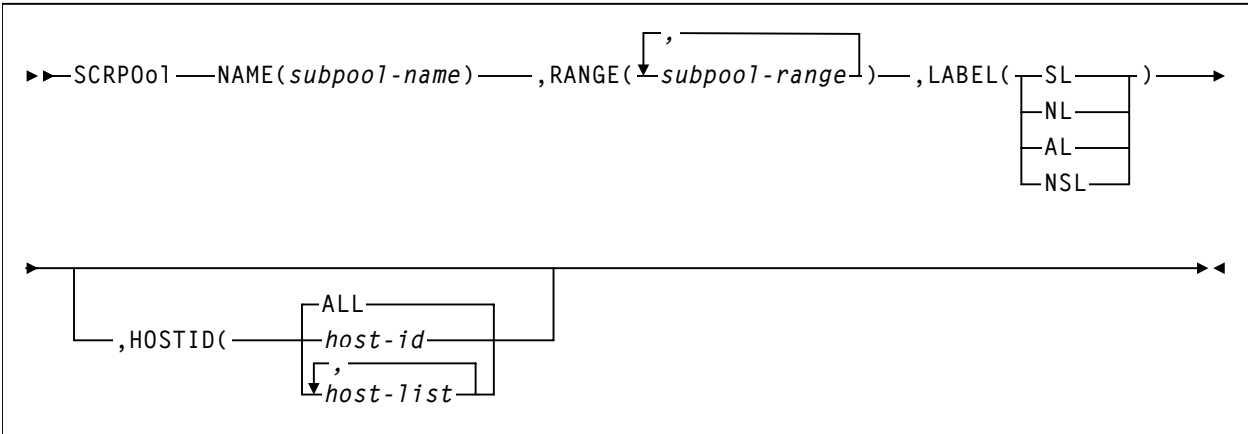 ,
SCRPOol NAME(subpool-name) ,RANGE( subpool-range ) ,LABEL( SL )
NL
AL
NSL
ALL
,HOSTID( host-id
,
host-list